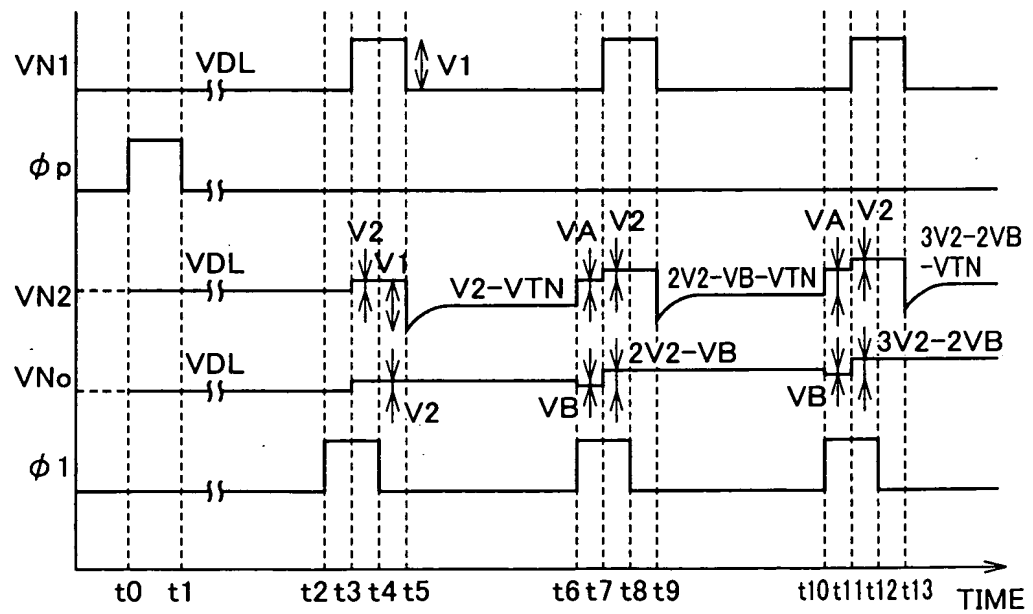 VN1
VDL
V1
φp
V2
VA
V2
VA
V2
3V2-2VB
-VTN
VDL
V1
VN2
V2-VTN
2V2-VB-VTN
VDL
2V2-VB
3V2-2VB
VNo
V2
VB
VB
φ1
t0 t1 t2 t3 t4 t5 t6 t7 t8 t9 t10 t11 t12 t13 TIME